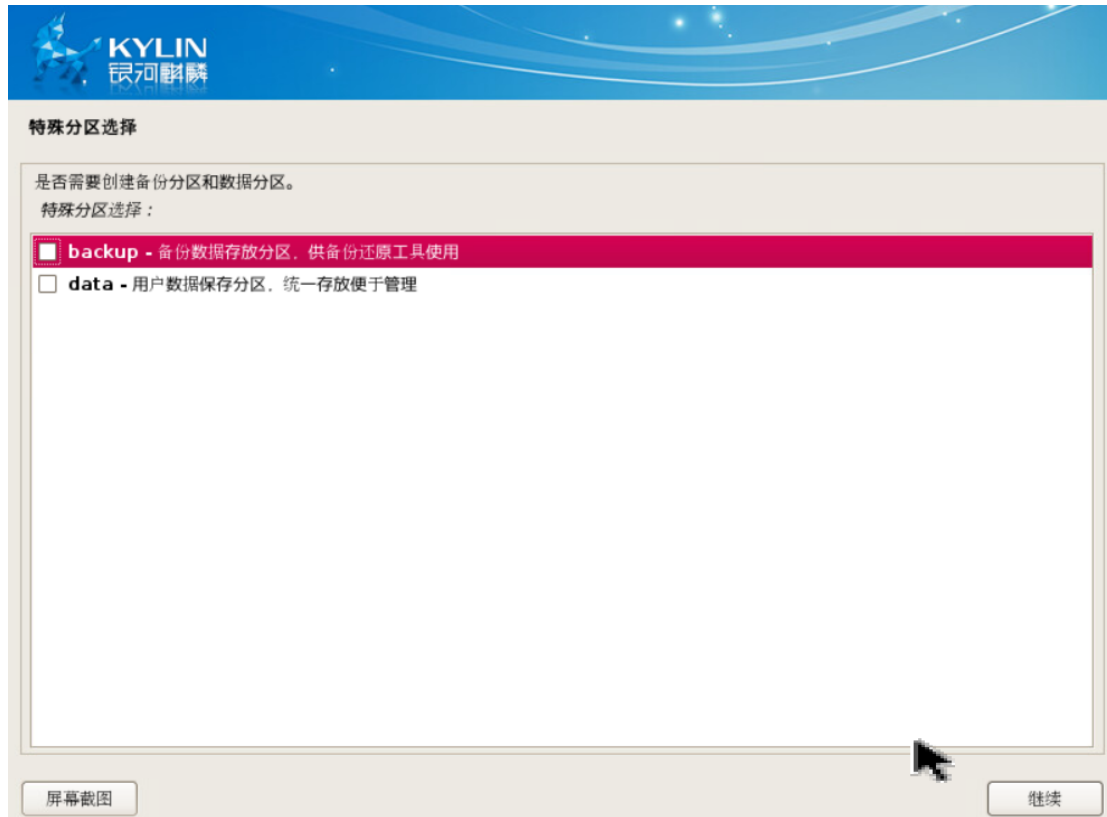 KYLIN
银河麒麟
特殊分区选择
是否需要创建备份分区和数据分区。
特殊分区选择：
backup - 备份数据存放分区，供备份还原工具使用
data - 用户数据保存分区，统一存放便于管理
屏幕截图
继续